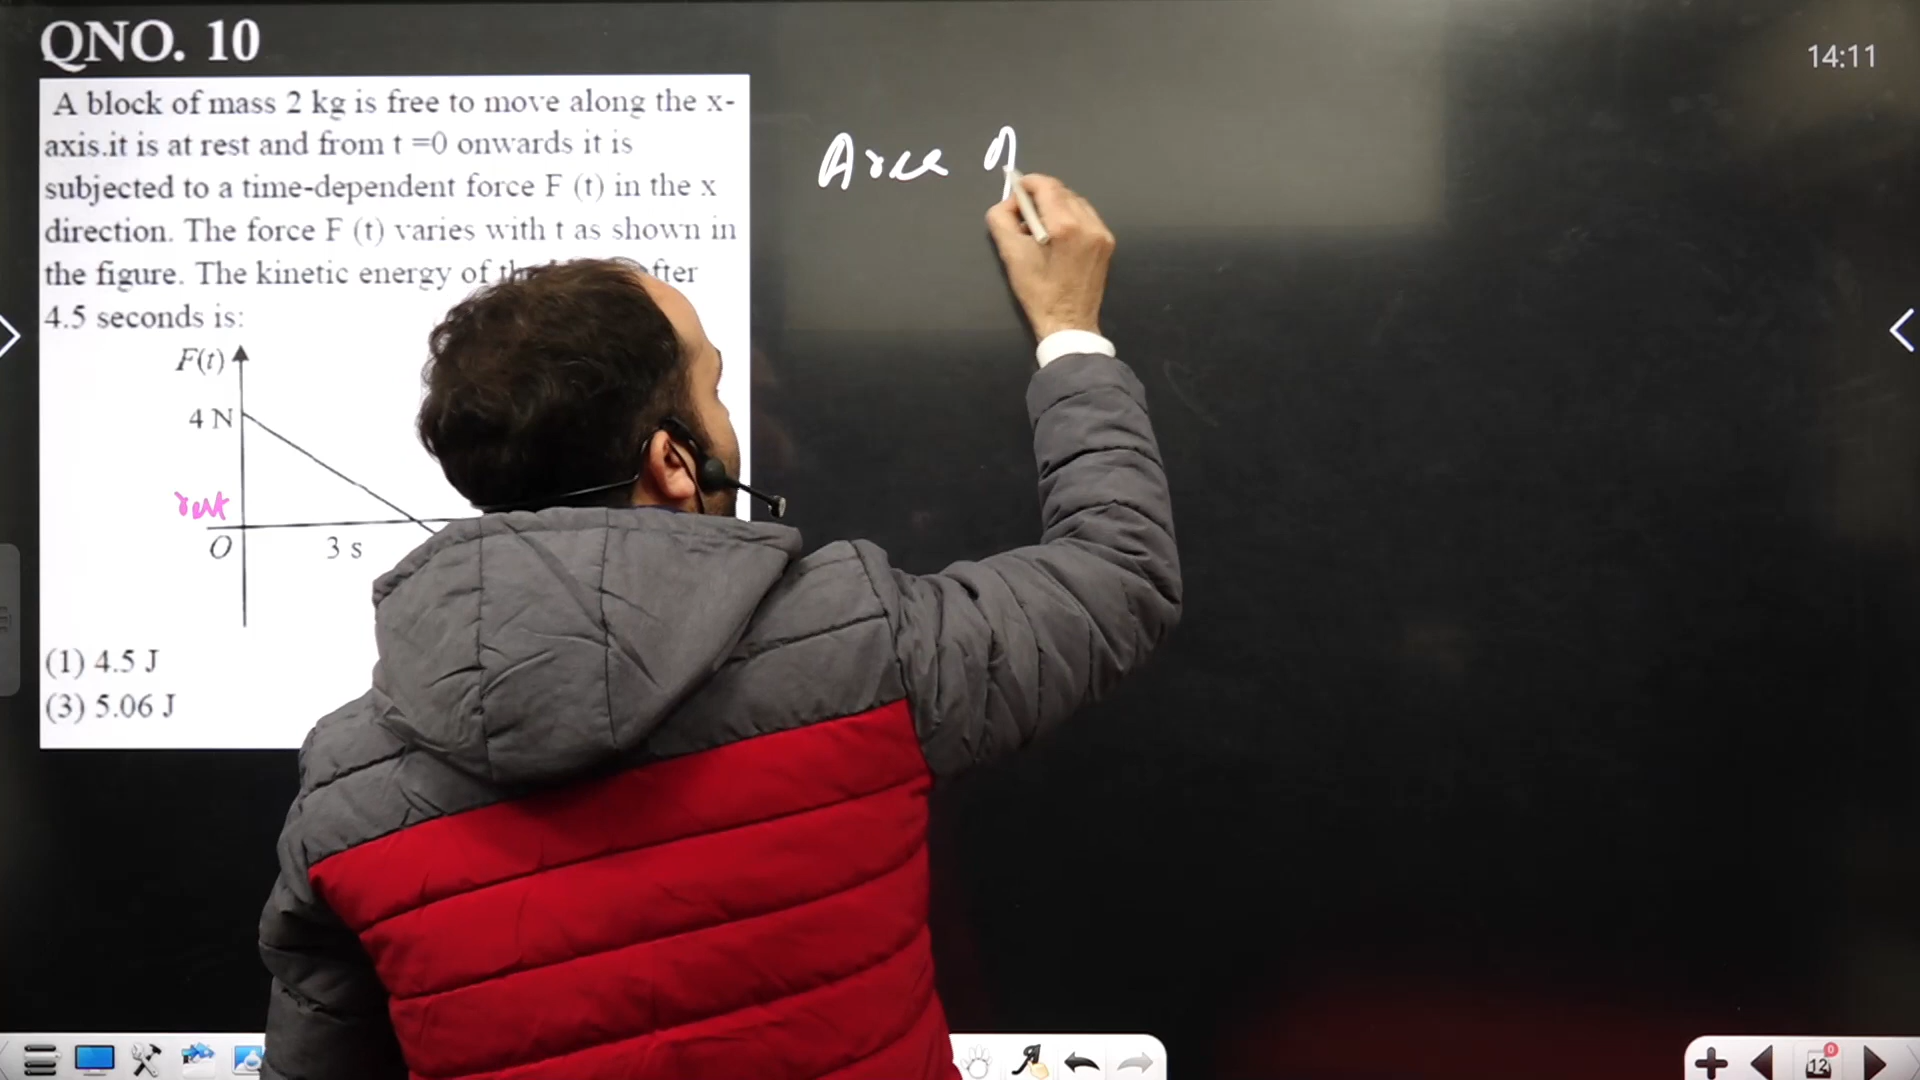 QNO. 10
14:11
A block of mass 2 kg is free to move along the x-
axis.it is at rest and from t =0 onwards it is
subjected to a time-dependent force F (t) in the x
direction. The force F (t) varies with t as shown in
the figure. The kinetic energy of
4.5 seconds is:
F(t)
4 N
rest
O 3 s
(1) 4.5 J
(3) 5.06 J
Area
12
0